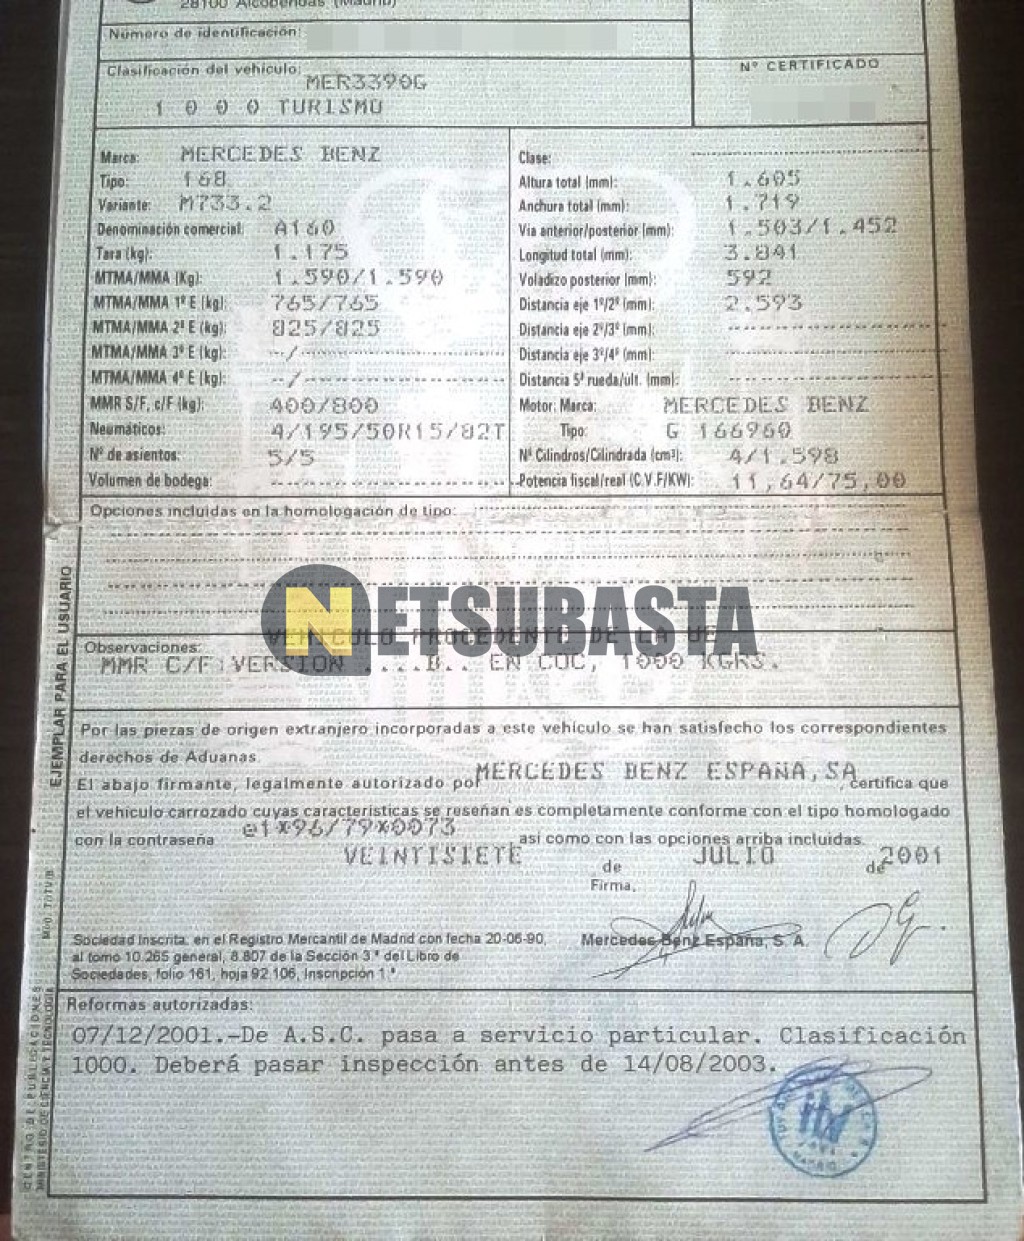 28100 Alcobendas (Madrid)
Número de identificación:
Clasificación del vehículo: MER3390G
1 0 0 0 TURISMO
Nº CERTIFICADO
Marca: MERCEDES BENZ
Tipo: 168
Variante: M733.2
Denominación comercial: A160
Tara (kg): 1.175
MTMA/MMA (Kg): 1.590/1.590
MTMA/MMA 1º E (kg): 765/765
MTMA/MMA 2º E (kg): 825/825
MTMA/MMA 3º E (kg): --/--------------------
MTMA/MMA 4º E (kg): --/--------------------
MMR S/F, c/F (kg): 400/800
Neumáticos: 4/195/50R15/82T
Nº de asientos: 5/5
Volumen de bodega: -----------------------
Clase: -----------------------
Altura total (mm): 1.605
Anchura total (mm): 1.719
Via anterior/posterior (mm): 1.503/1.452
Longitud total (mm): 3.841
Voladizo posterior (mm): 592
Distancia eje 1º/2º (mm): 2.593
Distancia eje 2º/3º (mm): --------------------
Distancia eje 3º/4º (mm): --------------------
Distancia 5ª rueda/últ. (mm): --------------------
Motor: Marca: MERCEDES BENZ
Tipo: G 166960
Nº Cilindros/Cilindrada (cm³): 4/1.598
Potencia fiscal/real (C.V.F/KW): 11,64/75,00
Opciones incluidas en la homologación de tipo:
NETSUBASTA
VEHICULO PROCEDENTE DE LA UE
Observaciones:
MMR C/F:VERSION ....B.. EN COC, 1000 KGRS.
EJEMPLAR PARA EL USUARIO
Por las piezas de origen extranjero incorporadas a este vehículo se han satisfecho los correspondientes
derechos de Aduanas.
El abajo firmante, legalmente autorizado por MERCEDES BENZ ESPAÑA,SA, certifica que
el vehículo carrozado cuyas características se reseñan es completamente conforme con el tipo homologado
con la contraseña e1*96/79*0073 así como con las opciones arriba incluidas.
VEINTISIETE de JULIO de 2001
Firma,
Mercedes Benz España, S. A.
Sociedad Inscrita, en el Registro Mercantil de Madrid con fecha 20-06-90,
al tomo 10.265 general, 8.807 de la Sección 3.ª del Libro de
Sociedades, folio 161, hoja 92.106, Inscripción 1.ª
CENTRO DE PUBLICACIONES
MINISTERIO DE CIENCIA Y TECNOLOGIA
Reformas autorizadas:
07/12/2001.-De A.S.C. pasa a servicio particular. Clasificación
1000. Deberá pasar inspección antes de 14/08/2003.
MADRID